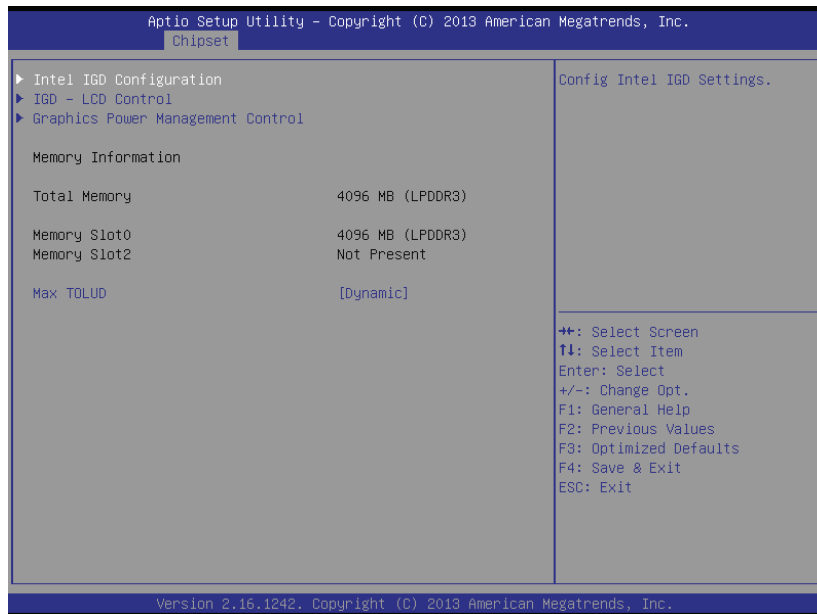 Aptio Setup Utility – Copyright (C) 2013 American Megatrends, Inc.
Chipset
▶ Intel IGD Configuration
▶ IGD – LCD Control
▶ Graphics Power Management Control
Memory Information
Total Memory 4096 MB (LPDDR3)
Memory Slot0 4096 MB (LPDDR3)
Memory Slot2 Not Present
Max TOLUD [Dynamic]
Config Intel IGD Settings.
→←: Select Screen
↑↓: Select Item
Enter: Select
+/-: Change Opt.
F1: General Help
F2: Previous Values
F3: Optimized Defaults
F4: Save & Exit
ESC: Exit
Version 2.16.1242. Copyright (C) 2013 American Megatrends, Inc.